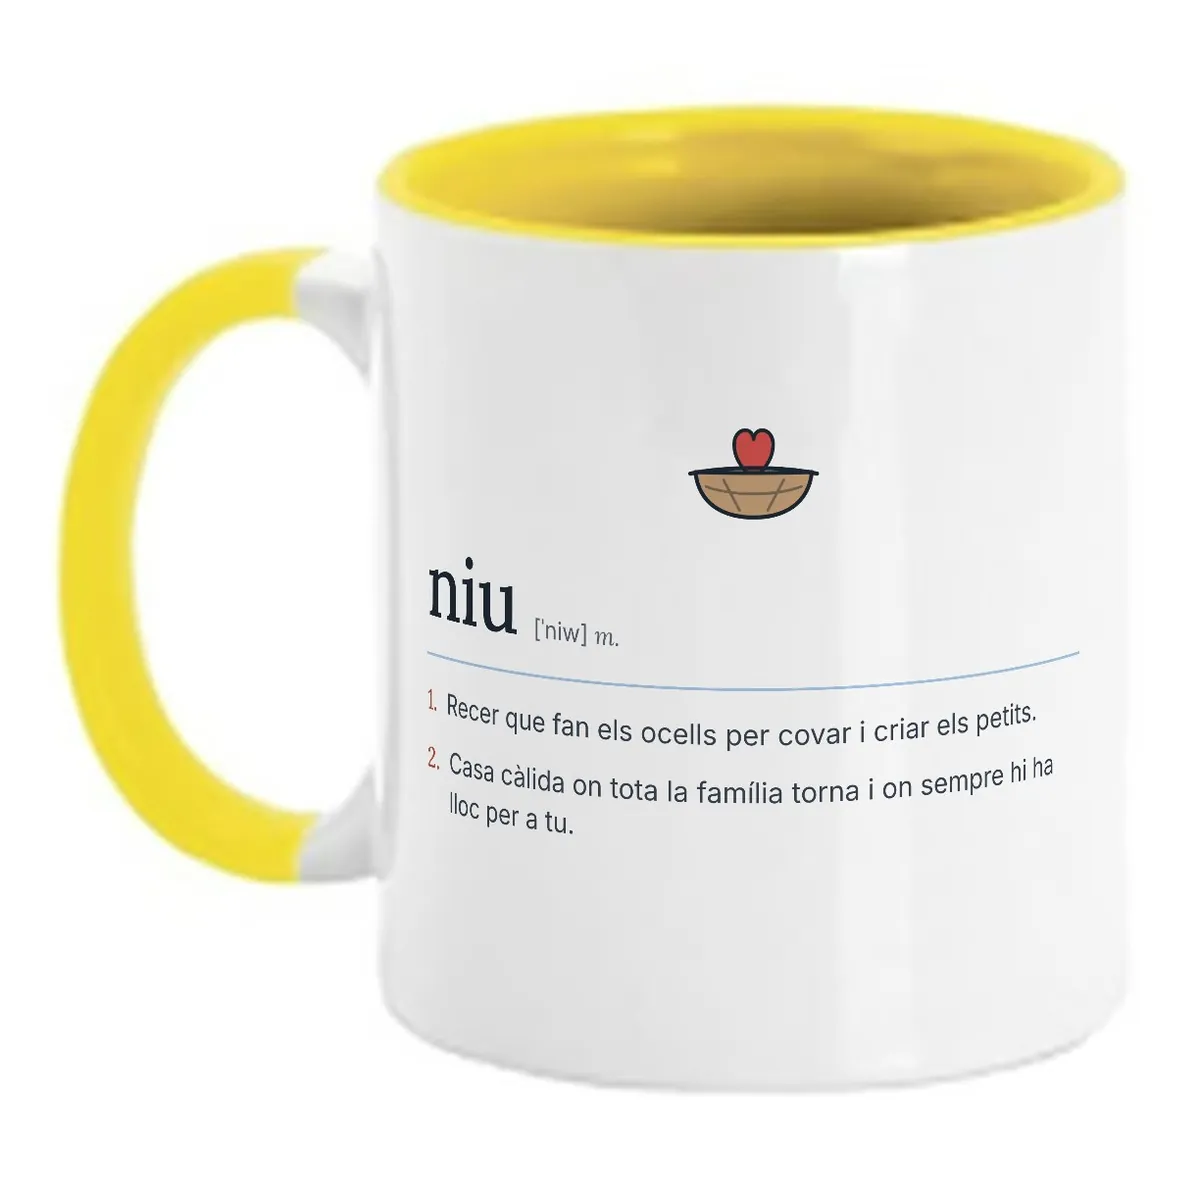 niu ['niw] m.
1. Recer que fan els ocells per covar i criar els petits.
2. Casa càlida on tota la família torna i on sempre hi ha
lloc per a tu.